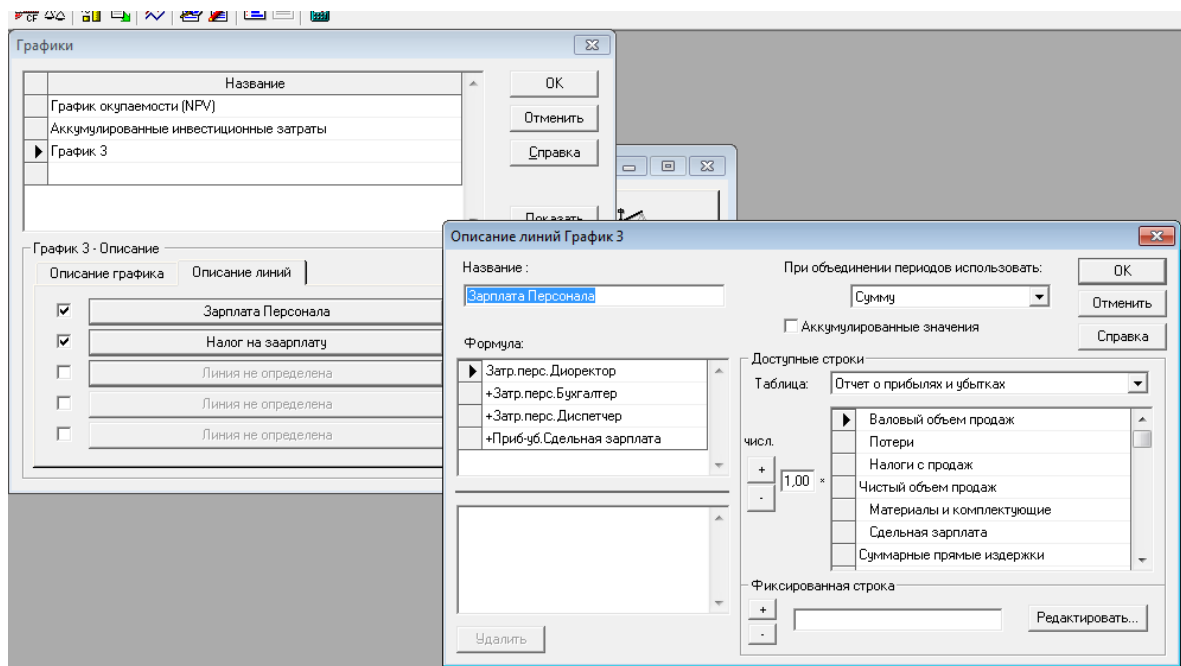 CF
Графики
Название
График окупаемости (NPV)
Аккумулированные инвестиционные затраты
График 3
OK
Отменить
Справка
Показать
График 3 - Описание
Описание графика
Описание линий
Зарплата Персонала
Налог на заарплату
Линия не определена
Линия не определена
Линия не определена
Описание линий График 3
Название :
Зарплата Персонала
При объединении периодов использовать:
Сумму
Аккумулированные значения
OK
Отменить
Справка
Формула:
Затр.перс.Диоректор
+Затр.перс.Бухгалтер
+Затр.перс.Диспетчер
+Приб-уб.Сдельная зарплата
Удалить
Доступные строки
Таблица:
Отчет о прибылях и убытках
числ.
+
1,00 ×
-
Валовый объем продаж
Потери
Налоги с продаж
Чистый объем продаж
Материалы и комплектующие
Сдельная зарплата
Суммарные прямые издержки
Фиксированная строка
+
-
Редактировать...